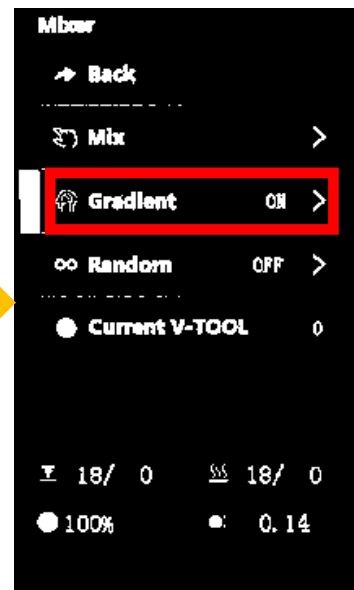 Mixer
Back
Mix >
Gradient ON >
Random OFF >
Current V-TOOL 0
18/ 0 18/ 0
100% 0.14